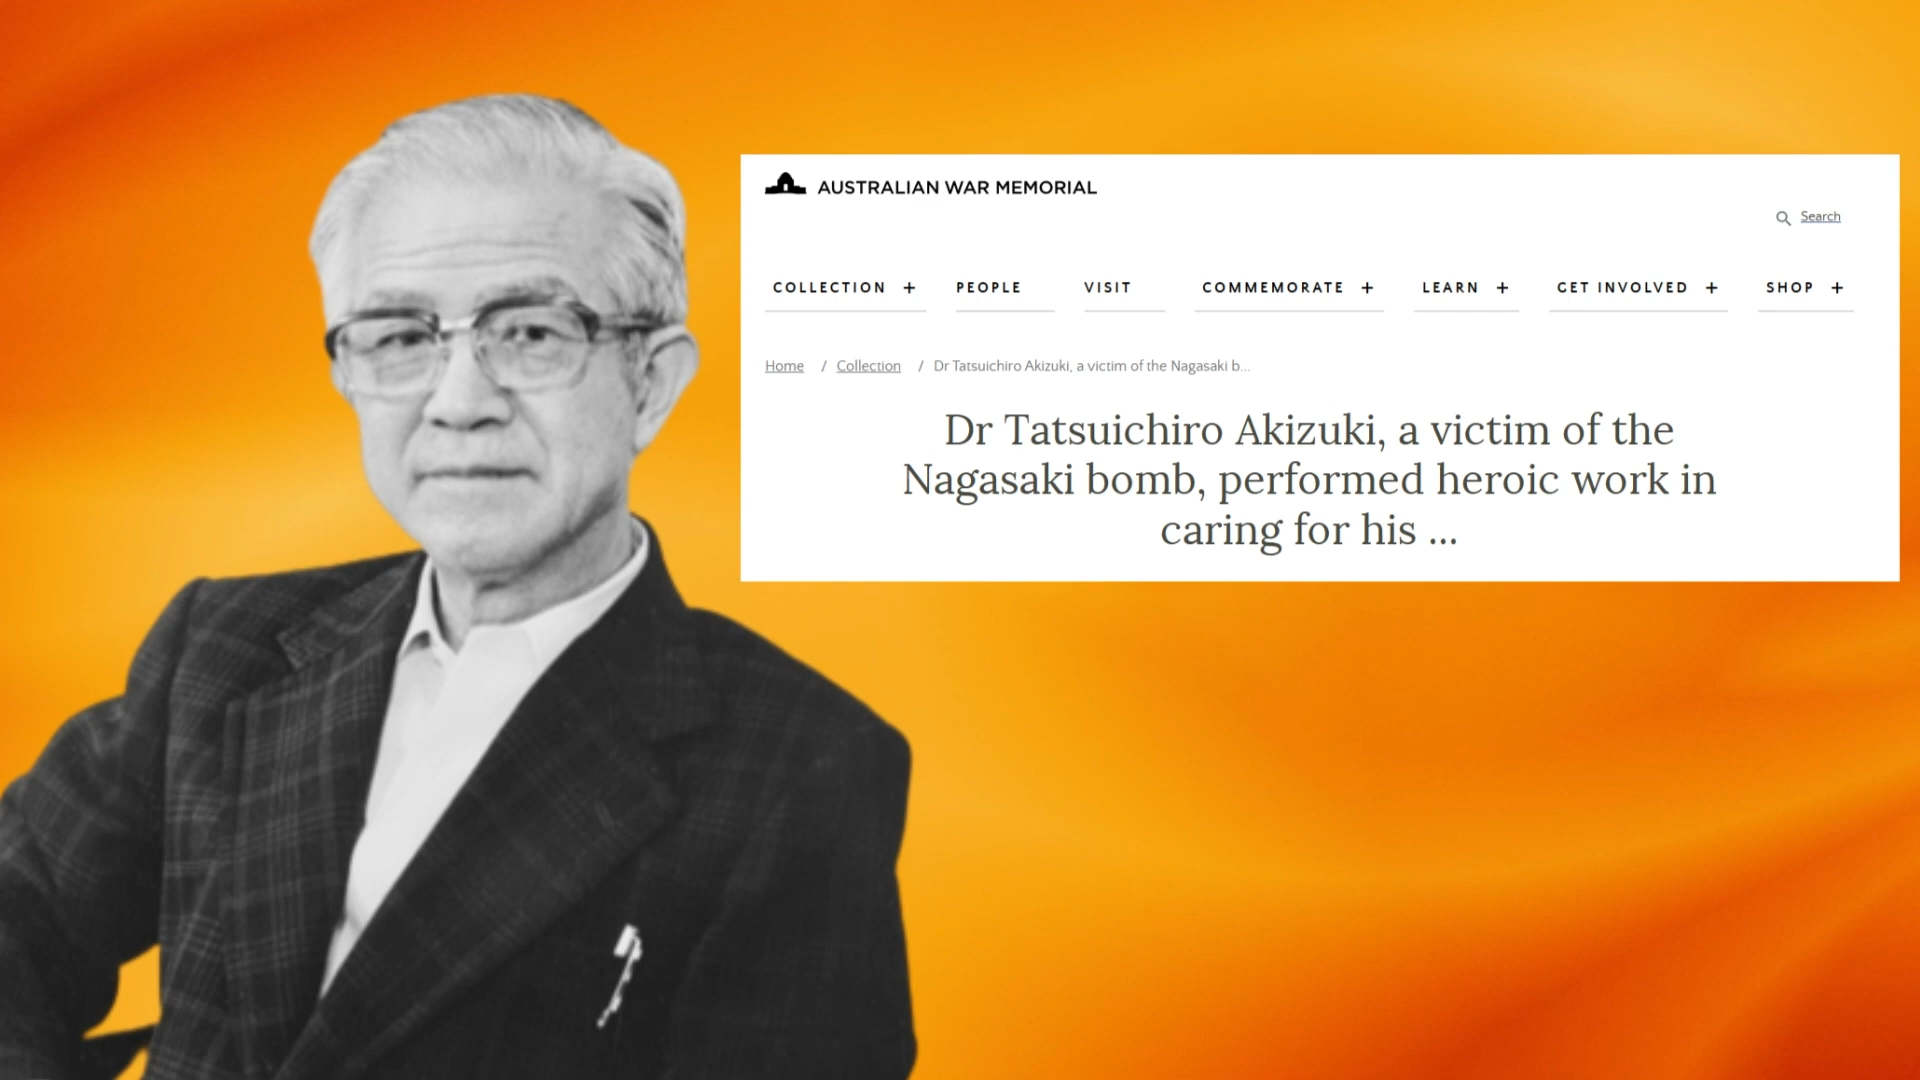 AUSTRALIAN WAR MEMORIAL
Search
COLLECTION + PEOPLE VISIT COMMEMORATE + LEARN + GET INVOLVED + SHOP +
Home / Collection / Dr Tatsuichiro Akizuki, a victim of the Nagasaki b...
Dr Tatsuichiro Akizuki, a victim of the
Nagasaki bomb, performed heroic work in
caring for his ...